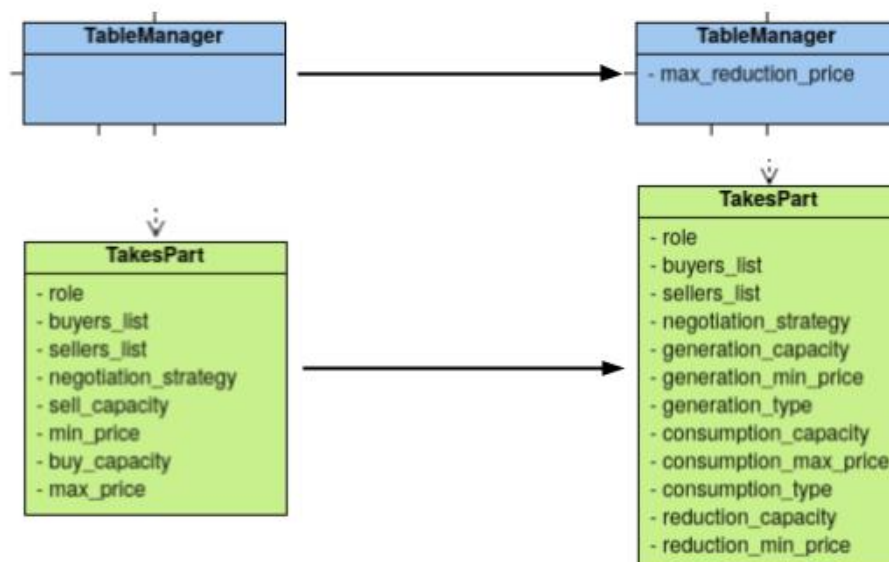 TableManager
TableManager
- max_reduction_price
TakesPart
- role
- buyers_list
- sellers_list
- negotiation_strategy
- sell_capacity
- min_price
- buy_capacity
- max_price
TakesPart
- role
- buyers_list
- sellers_list
- negotiation_strategy
- generation_capacity
- generation_min_price
- generation_type
- consumption_capacity
- consumption_max_price
- consumption_type
- reduction_capacity
- reduction_min_price